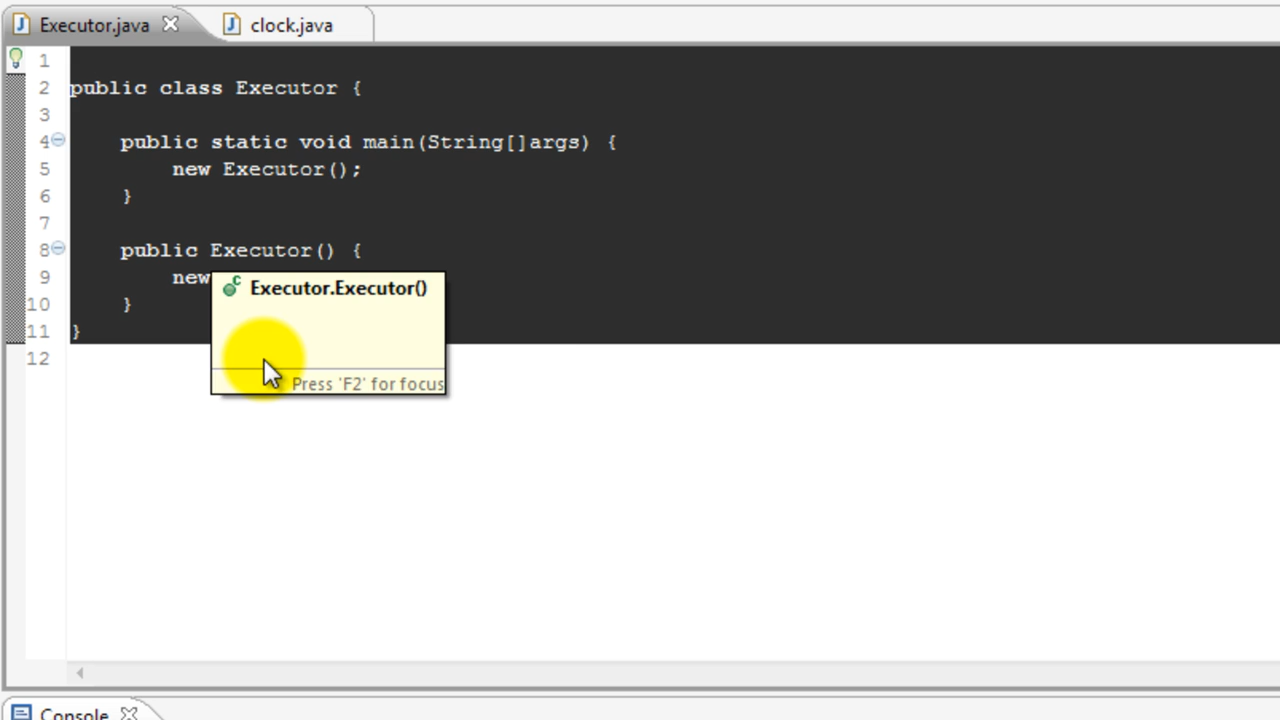 Executor.java clock.java
1
2 public class Executor {
3
4 public static void main(String[]args) {
5 new Executor();
6 }
7
8 public Executor() {
9 new
Executor.Executor()
10 }
11 }
12
Press 'F2' for focus
Console